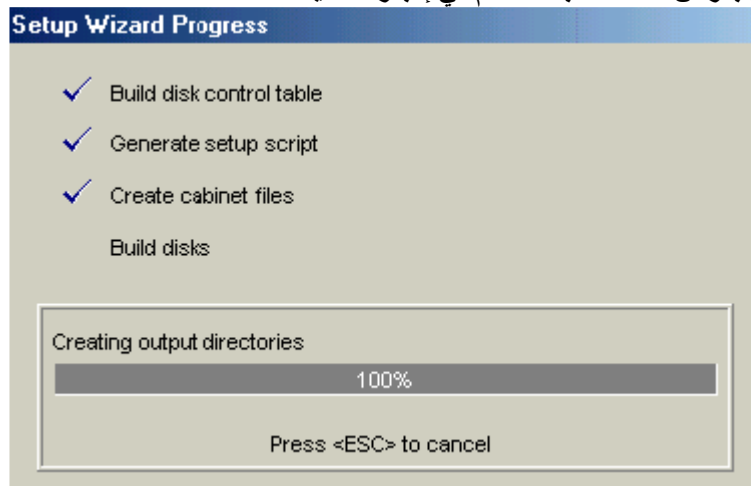 Setup Wizard Progress
Build disk control table
Generate setup script
Create cabinet files
Build disks
Creating output directories
100%
Press <ESC> to cancel